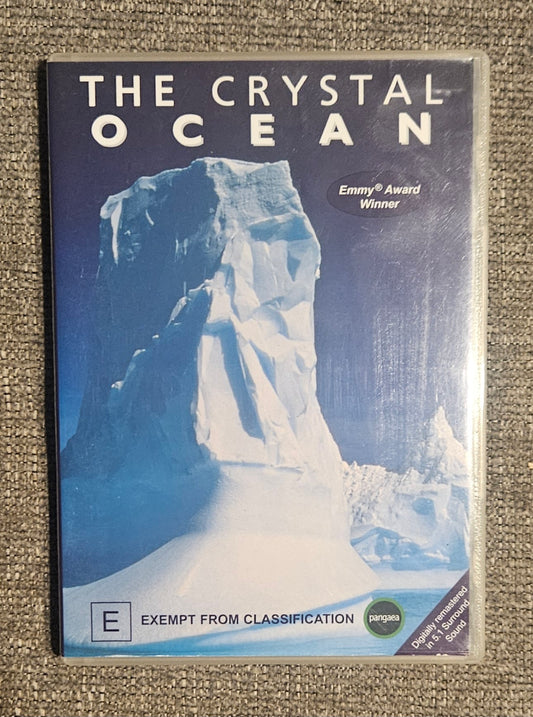 THE CRYSTAL
OCEAN
Emmy® Award
Winner
E
EXEMPT FROM CLASSIFICATION
pangaea
Digitally remastered
in 5.1 Surround
Sound